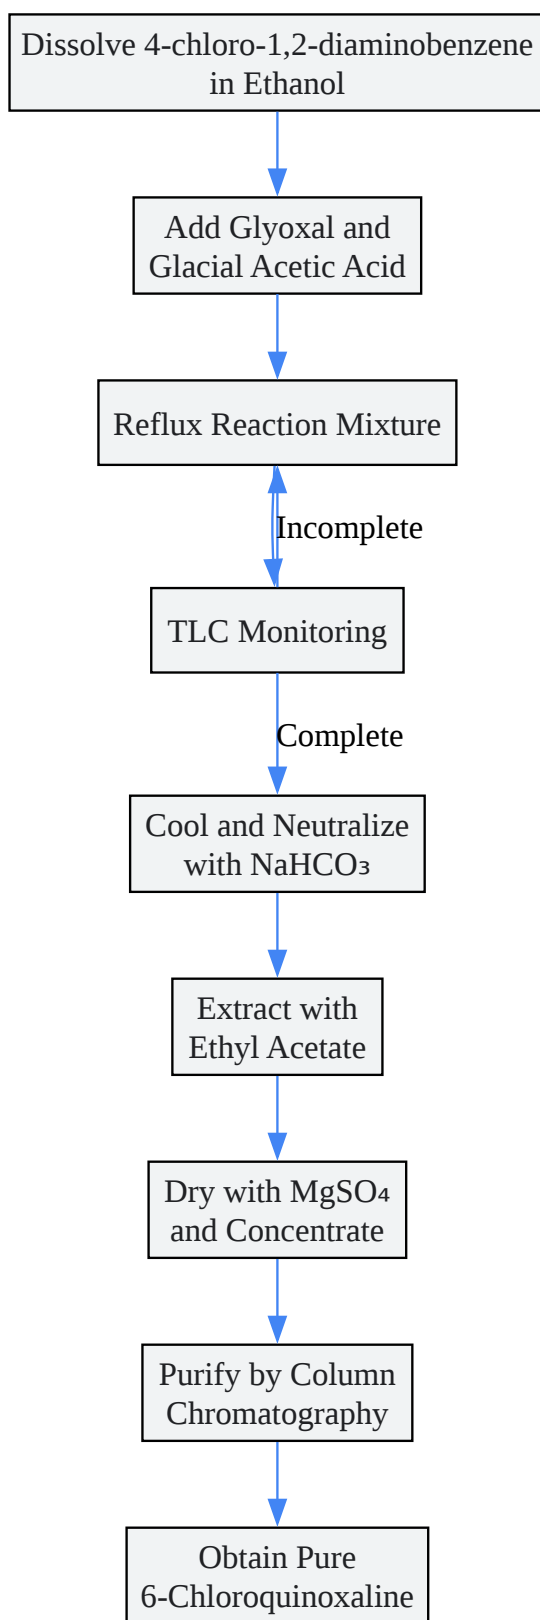 Dissolve 4-chloro-1,2-diaminobenzene
in Ethanol
Add Glyoxal and
Glacial Acetic Acid
Reflux Reaction Mixture
Incomplete
TLC Monitoring
Complete
Cool and Neutralize
with NaHCO₃
Extract with
Ethyl Acetate
Dry with MgSO₄
and Concentrate
Purify by Column
Chromatography
Obtain Pure
6-Chloroquinoxaline